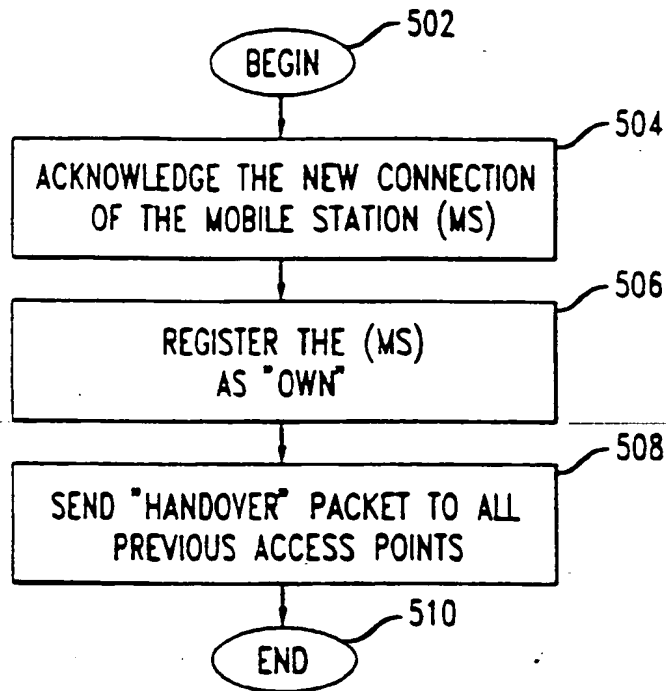 502
BEGIN
504
ACKNOWLEDGE THE NEW CONNECTION
OF THE MOBILE STATION (MS)
506
REGISTER THE (MS)
AS "OWN"
508
SEND "HANDOVER" PACKET TO ALL
PREVIOUS ACCESS POINTS
510
END